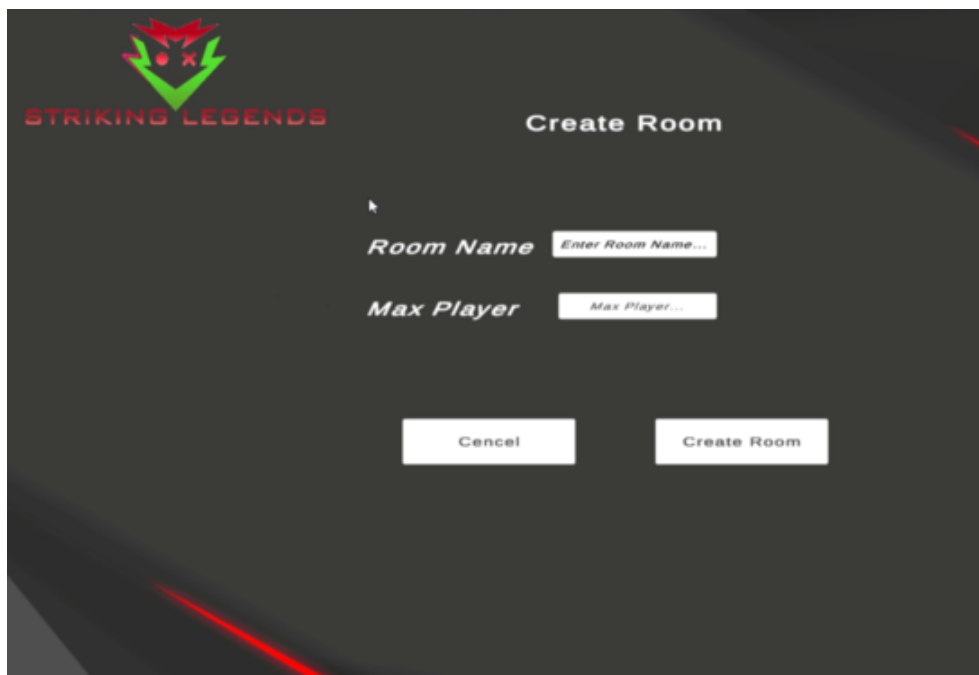 STRIKING LEGENDS
Create Room
Room Name
Enter Room Name...
Max Player
Max Player...
Cencel
Create Room